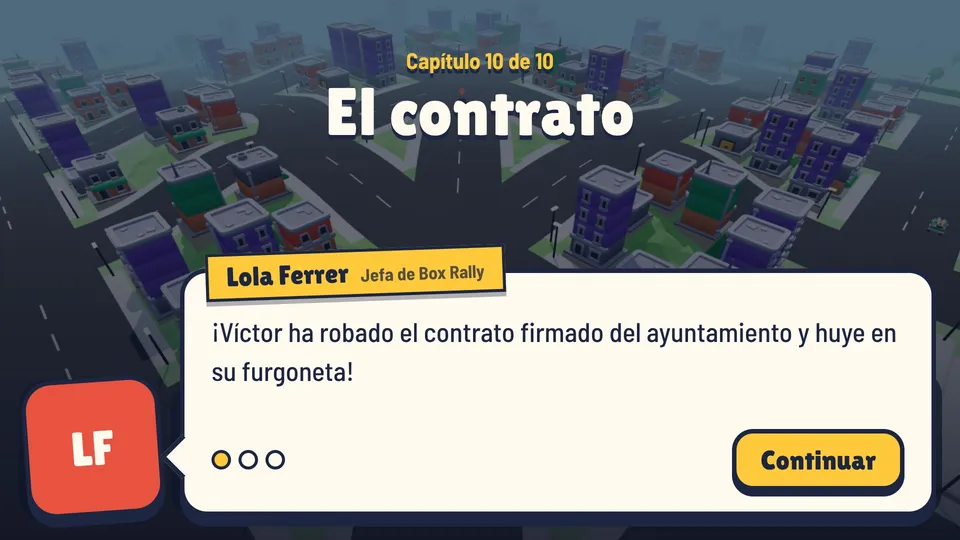 Capítulo 10 de 10
El contrato
Lola Ferrer Jefa de Box Rally
¡Víctor ha robado el contrato firmado del ayuntamiento y huye en
su furgoneta!
LF
Continuar